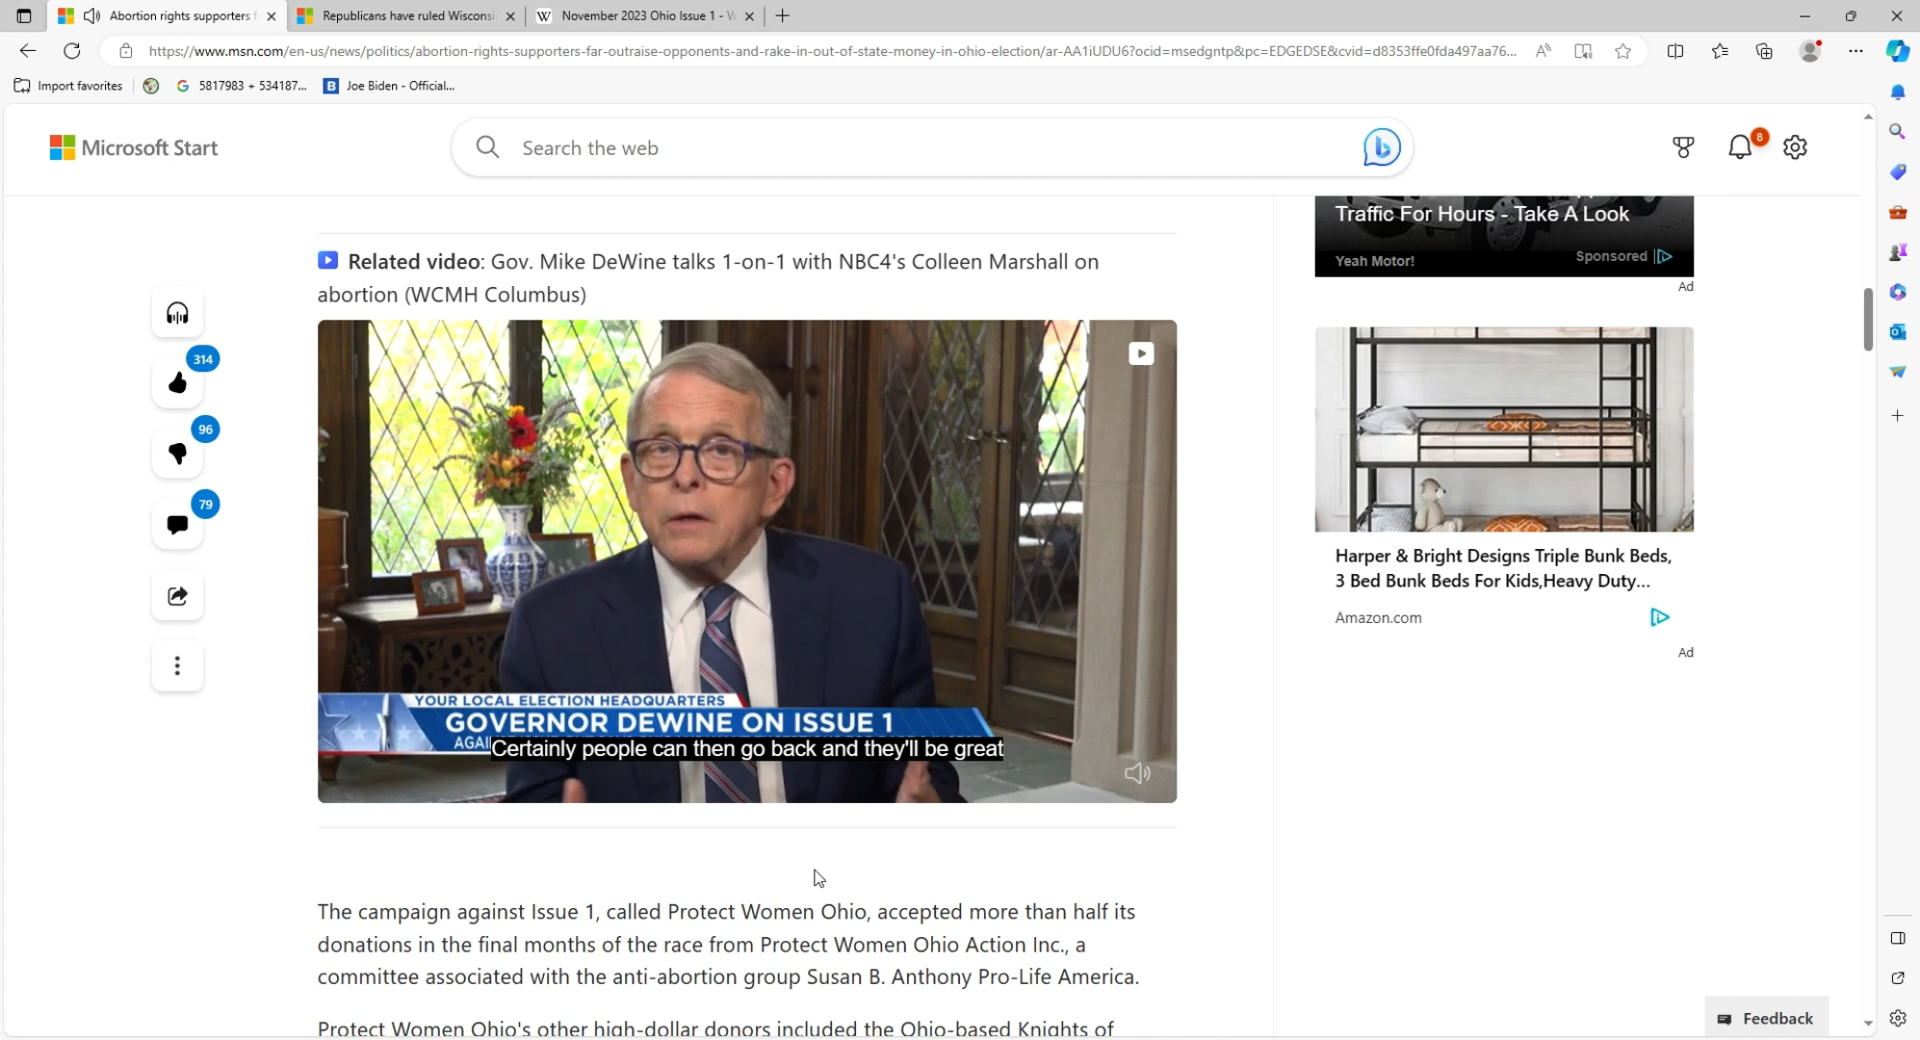 Abortion rights supporters f
Republicans have ruled Wisconsi
November 2023 Ohio Issue 1 - W
https://www.msn.com/en-us/news/politics/abortion-rights-supporters-far-outraise-opponents-and-rake-in-out-of-state-money-in-ohio-election/ar-AA1iUDU6?ocid=msedgntp&pc=EDGEDSE&cvid=d8353ffe0fda497aa76...
Import favorites
5817983 + 534187...
Joe Biden - Official...
Microsoft Start
Search the web
8
Traffic For Hours - Take A Look
Yeah Motor!
Sponsored
Ad
Related video: Gov. Mike DeWine talks 1-on-1 with NBC4's Colleen Marshall on
abortion (WCMH Columbus)
314
96
79
YOUR LOCAL ELECTION HEADQUARTERS
GOVERNOR DEWINE ON ISSUE 1
AGAI
Certainly people can then go back and they'll be great
Harper & Bright Designs Triple Bunk Beds,
3 Bed Bunk Beds For Kids,Heavy Duty...
Amazon.com
Ad
The campaign against Issue 1, called Protect Women Ohio, accepted more than half its
donations in the final months of the race from Protect Women Ohio Action Inc., a
committee associated with the anti-abortion group Susan B. Anthony Pro-Life America.
Protect Women Ohio's other high-dollar donors included the Ohio-based Knights of
Feedback